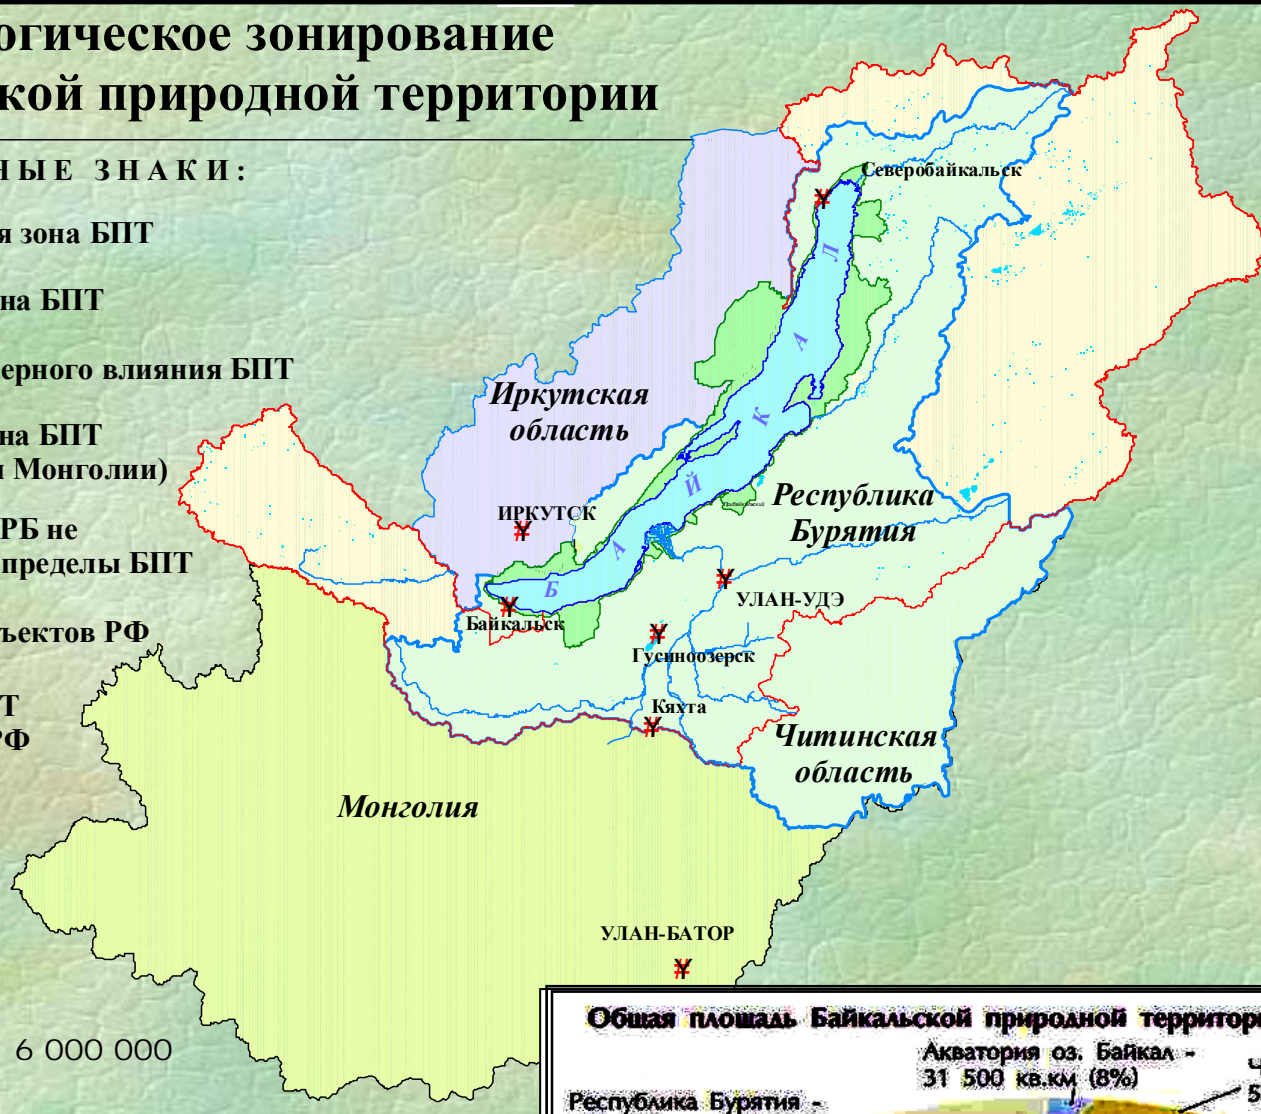 огическое зонирование
кой природной территории
НЫЕ ЗНАКИ:
я зона БПТ
на БПТ
ерного влияния БПТ
на БПТ
и Монголии)
РБ не
пределы БПТ
ъектов РФ
Т
РФ
Северобайкальск
Иркутская
область
ИРКУТСК
БАЙКАЛ
Республика
Бурятия
УЛАН-УДЭ
Байкальск
Гусиноозерск
Кяхта
Читинская
область
Монголия
УЛАН-БАТОР
6 000 000
Общая площадь Байкальской природной территори
Акватория оз. Байкал -
31 500 кв.км (8%)
Ч
5
Республика Бурятия -